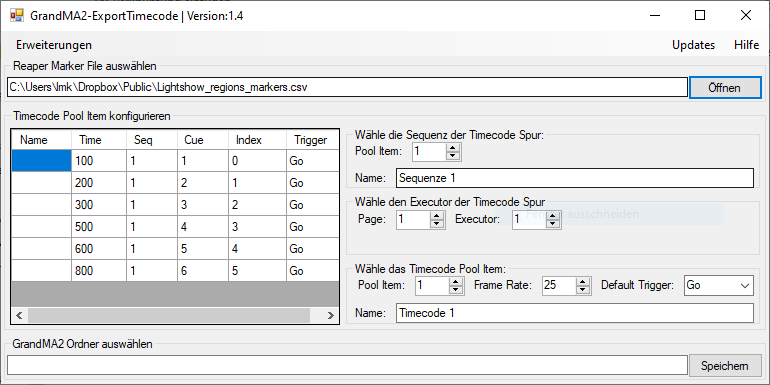 GrandMA2-ExportTimecode | Version:1.4
Erweiterungen Updates Hilfe
Reaper Marker File auswählen
C:\Users\lmk\Dropbox\Public\Lightshow_regions_markers.csv Öffnen
Timecode Pool Item konfigurieren
Name Time Seq Cue Index Trigger
100 1 1 0 Go
200 1 2 1 Go
300 1 3 2 Go
500 1 4 3 Go
600 1 5 4 Go
800 1 6 5 Go
Wähle die Sequenz der Timecode Spur:
Pool Item: 1
Name: Sequenze 1
Wähle den Executor der Timecode Spur
Page: 1 Executor: 1
ausschneiden
Wähle das Timecode Pool Item:
Pool Item: 1 Frame Rate: 25 Default Trigger: Go
Name: Timecode 1
GrandMA2 Ordner auswählen
Speichern